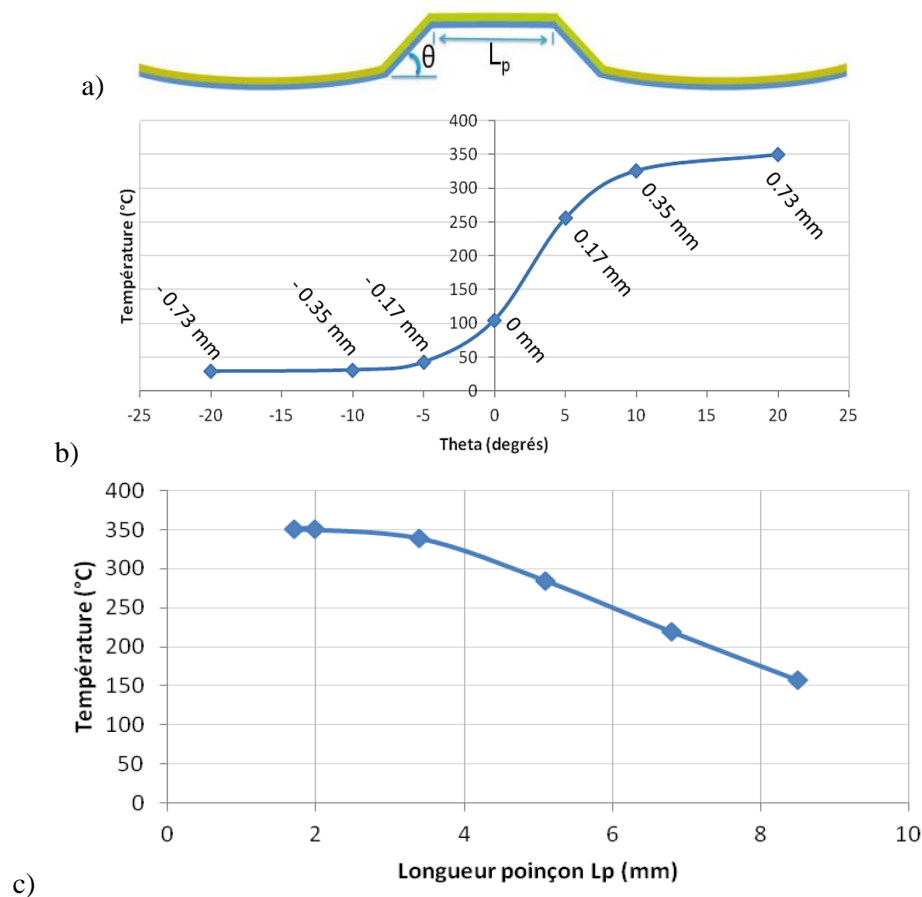 θ
Lp
a)
400
350
300
250
200
150
100
50
0
Température (°C)
- 0.73 mm
- 0.35 mm
- 0.17 mm
0 mm
0.17 mm
0.35 mm
0.73 mm
-25 -20 -15 -10 -5 0 5 10 15 20 25
Theta (degrés)
b)
400
350
300
250
200
150
100
50
0
Température (°C)
0 2 4 6 8 10
Longueur poinçon Lp (mm)
c)